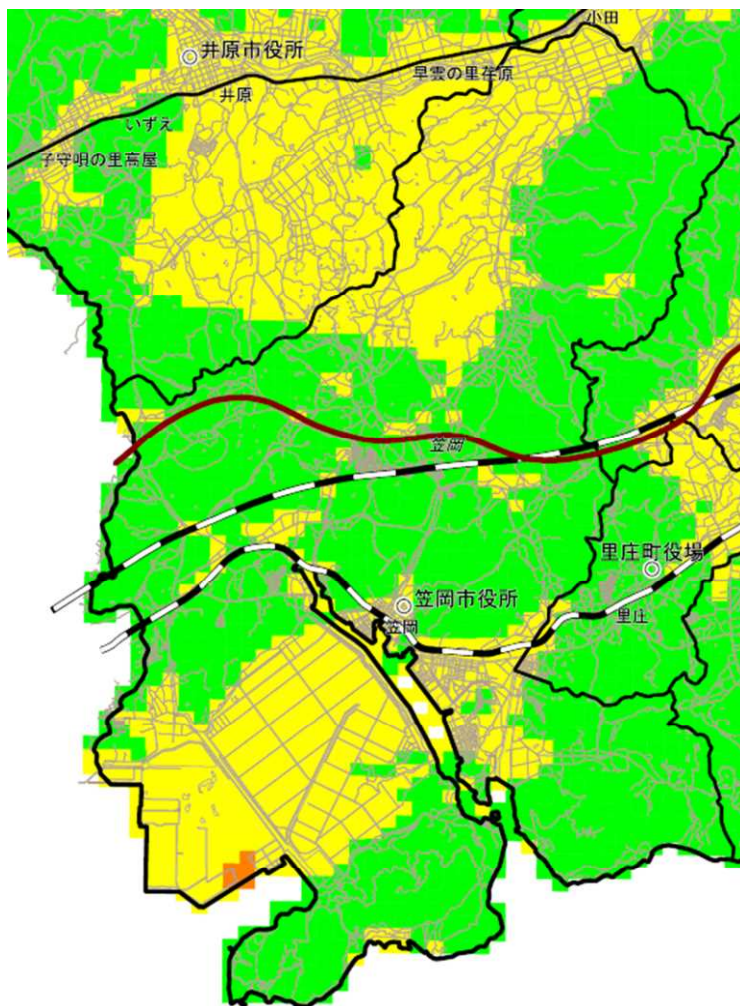 小田
井原市役所
早雲の里荏原
井原
いずえ
子守唄の里高屋
笠岡
里庄町役場
笠岡市役所
里庄
笠岡